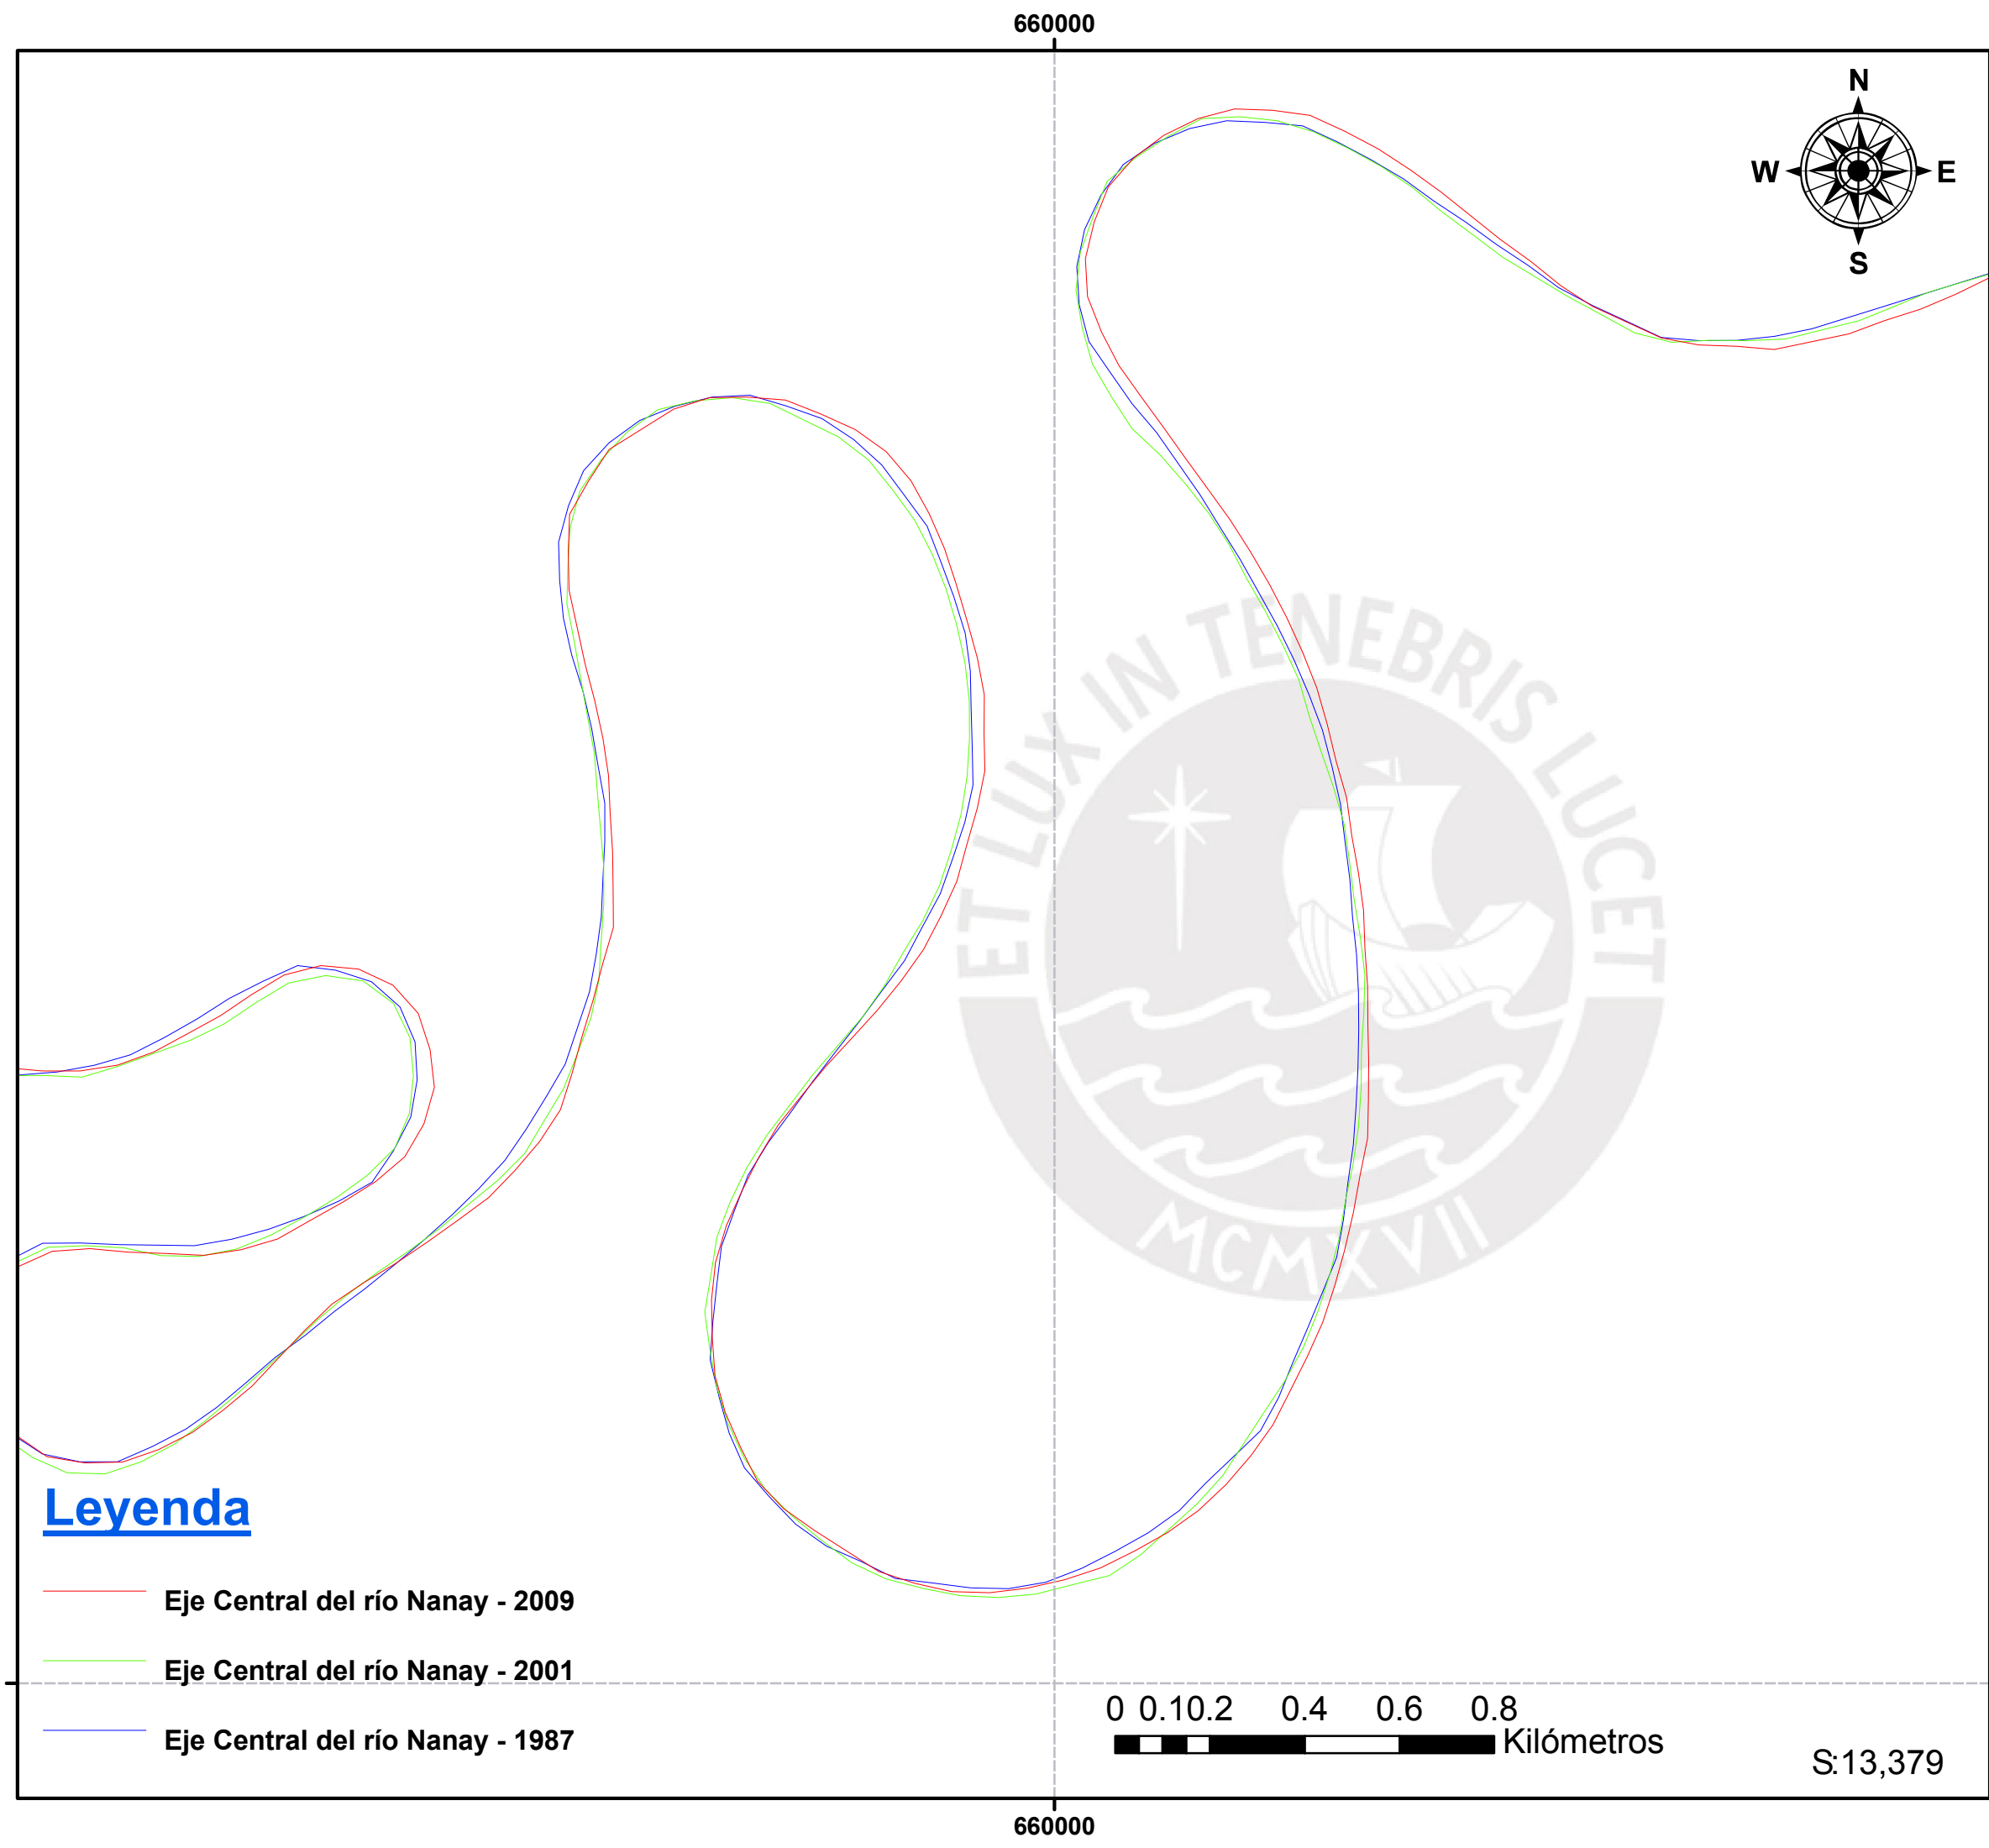 660000
N
W E
S
ET LUX IN TENEBRIS LUCET
MCMXVII
Leyenda
Eje Central del río Nanay - 2009
Eje Central del río Nanay - 2001
Eje Central del río Nanay - 1987
0 0.1 0.2 0.4 0.6 0.8
Kilómetros
S:13,379
660000